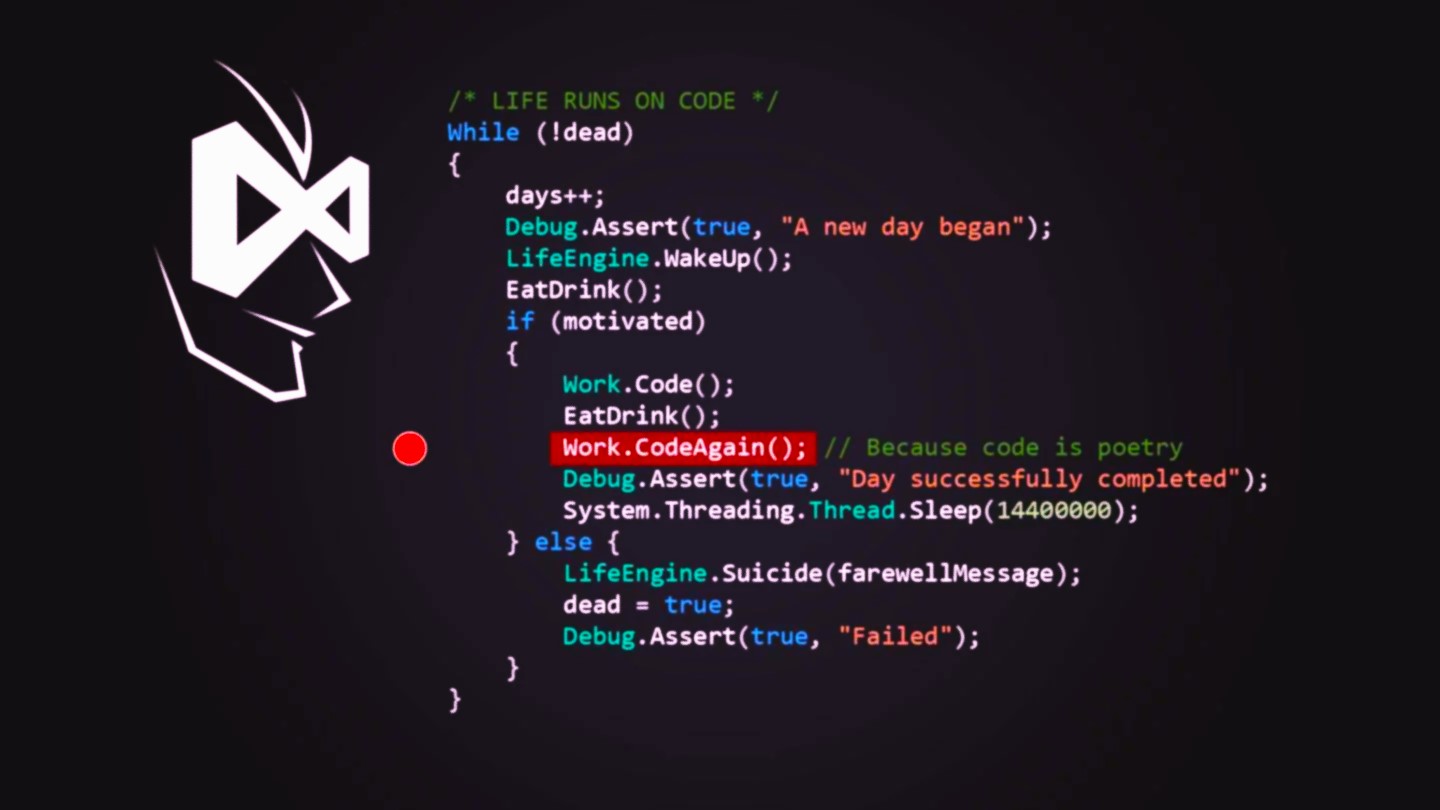 /* LIFE RUNS ON CODE */
While (!dead)
{
days++;
Debug.Assert(true, "A new day began");
LifeEngine.WakeUp();
EatDrink();
if (motivated)
{
Work.Code();
EatDrink();
Work.CodeAgain(); // Because code is poetry
Debug.Assert(true, "Day successfully completed");
System.Threading.Thread.Sleep(14400000);
} else {
LifeEngine.Suicide(farewellMessage);
dead = true;
Debug.Assert(true, "Failed");
}
}